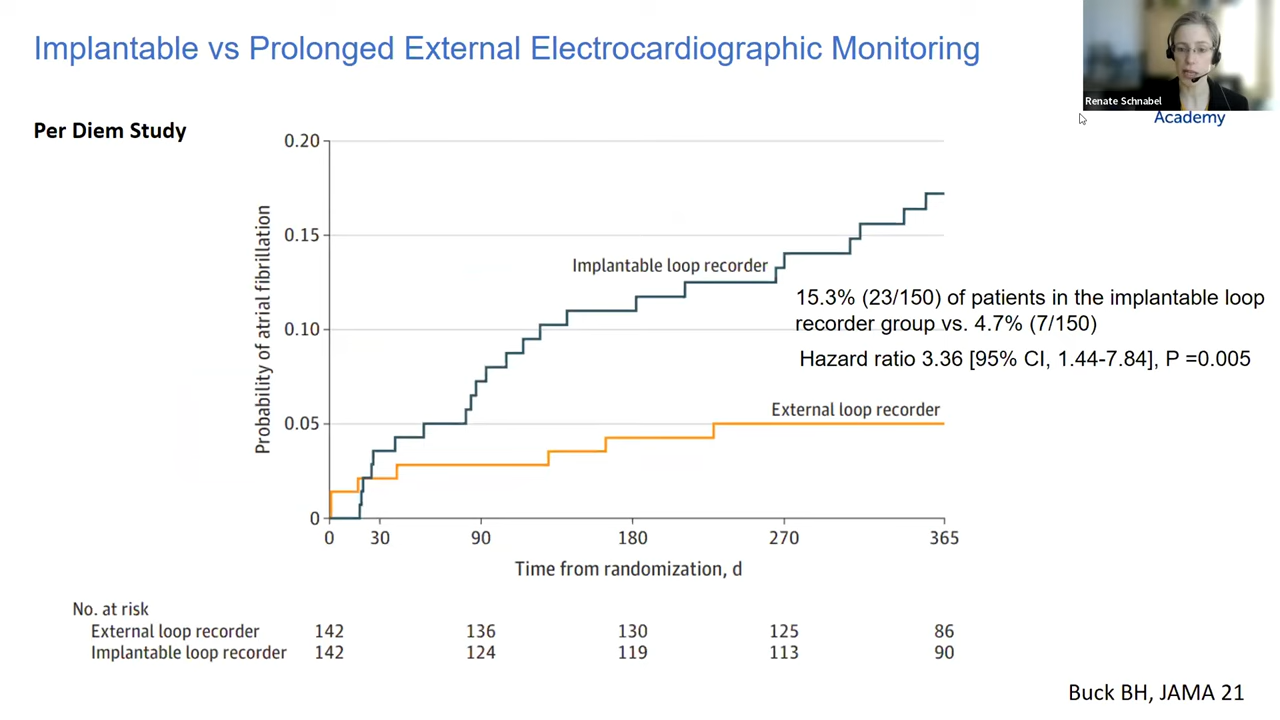 Implantable vs Prolonged External Electrocardiographic Monitoring
Renate Schnabel
Academy
Per Diem Study
0.20
0.15
0.10
0.05
0
Probability of atrial fibrillation
Implantable loop recorder
15.3% (23/150) of patients in the implantable loop
recorder group vs. 4.7% (7/150)
Hazard ratio 3.36 [95% CI, 1.44-7.84], P =0.005
External loop recorder
0 30 90 180 270 365
Time from randomization, d
No. at risk
External loop recorder 142 136 130 125 86
Implantable loop recorder 142 124 119 113 90
Buck BH, JAMA 21